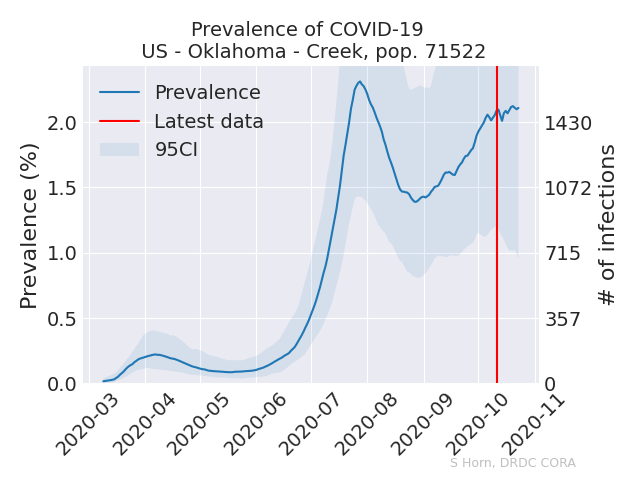 Prevalence of COVID-19
US - Oklahoma - Creek, pop. 71522
Prevalence
Latest data
95CI
Prevalence (%)
2.0
1.5
1.0
0.5
0.0
1430
1072
715
357
0
# of infections
2020-03
2020-04
2020-05
2020-06
2020-07
2020-08
2020-09
2020-10
2020-11
S Horn, DRDC CORA